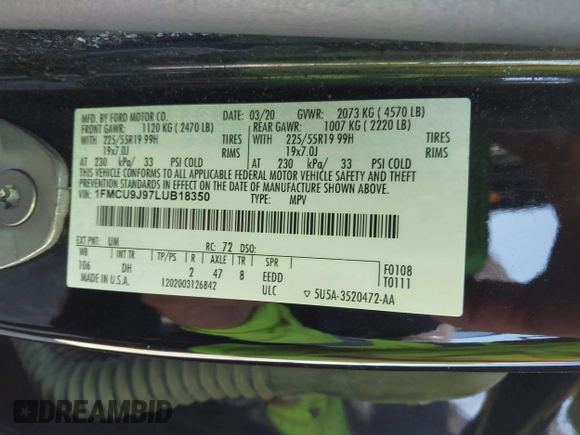 MFD. BY FORD MOTOR CO. DATE: 03/20 GVWR: 2073 KG ( 4570 LB)
FRONT GAWR: 1120 KG ( 2470 LB) REAR GAWR: 1007 KG ( 2220 LB)
WITH 225/55R19 99H TIRES WITH 225/55R19 99H TIRES
19x7.0J RIMS 19x7.0J RIMS
AT 230 kPa/ 33 PSI COLD AT 230 kPa/ 33 PSI COLD
THIS VEHICLE CONFORMS TO ALL APPLICABLE FEDERAL MOTOR VEHICLE SAFETY AND
THEFT PREVENTION STANDARDS IN EFFECT ON THE DATE OF MANUFACTURE SHOWN ABOVE.
VIN: 1FMCU9J97LUB18350 TYPE: MPV
EXT PNT: UM RC: 72 DSO:
WB INT TR TP/PS R AXLE TR SPR F0108
106 DH 2 47 8 EEDD T0111
MADE IN U.S.A. 1202003126842 ULC ▽ 5U5A-3520472-AA
DREAMBID